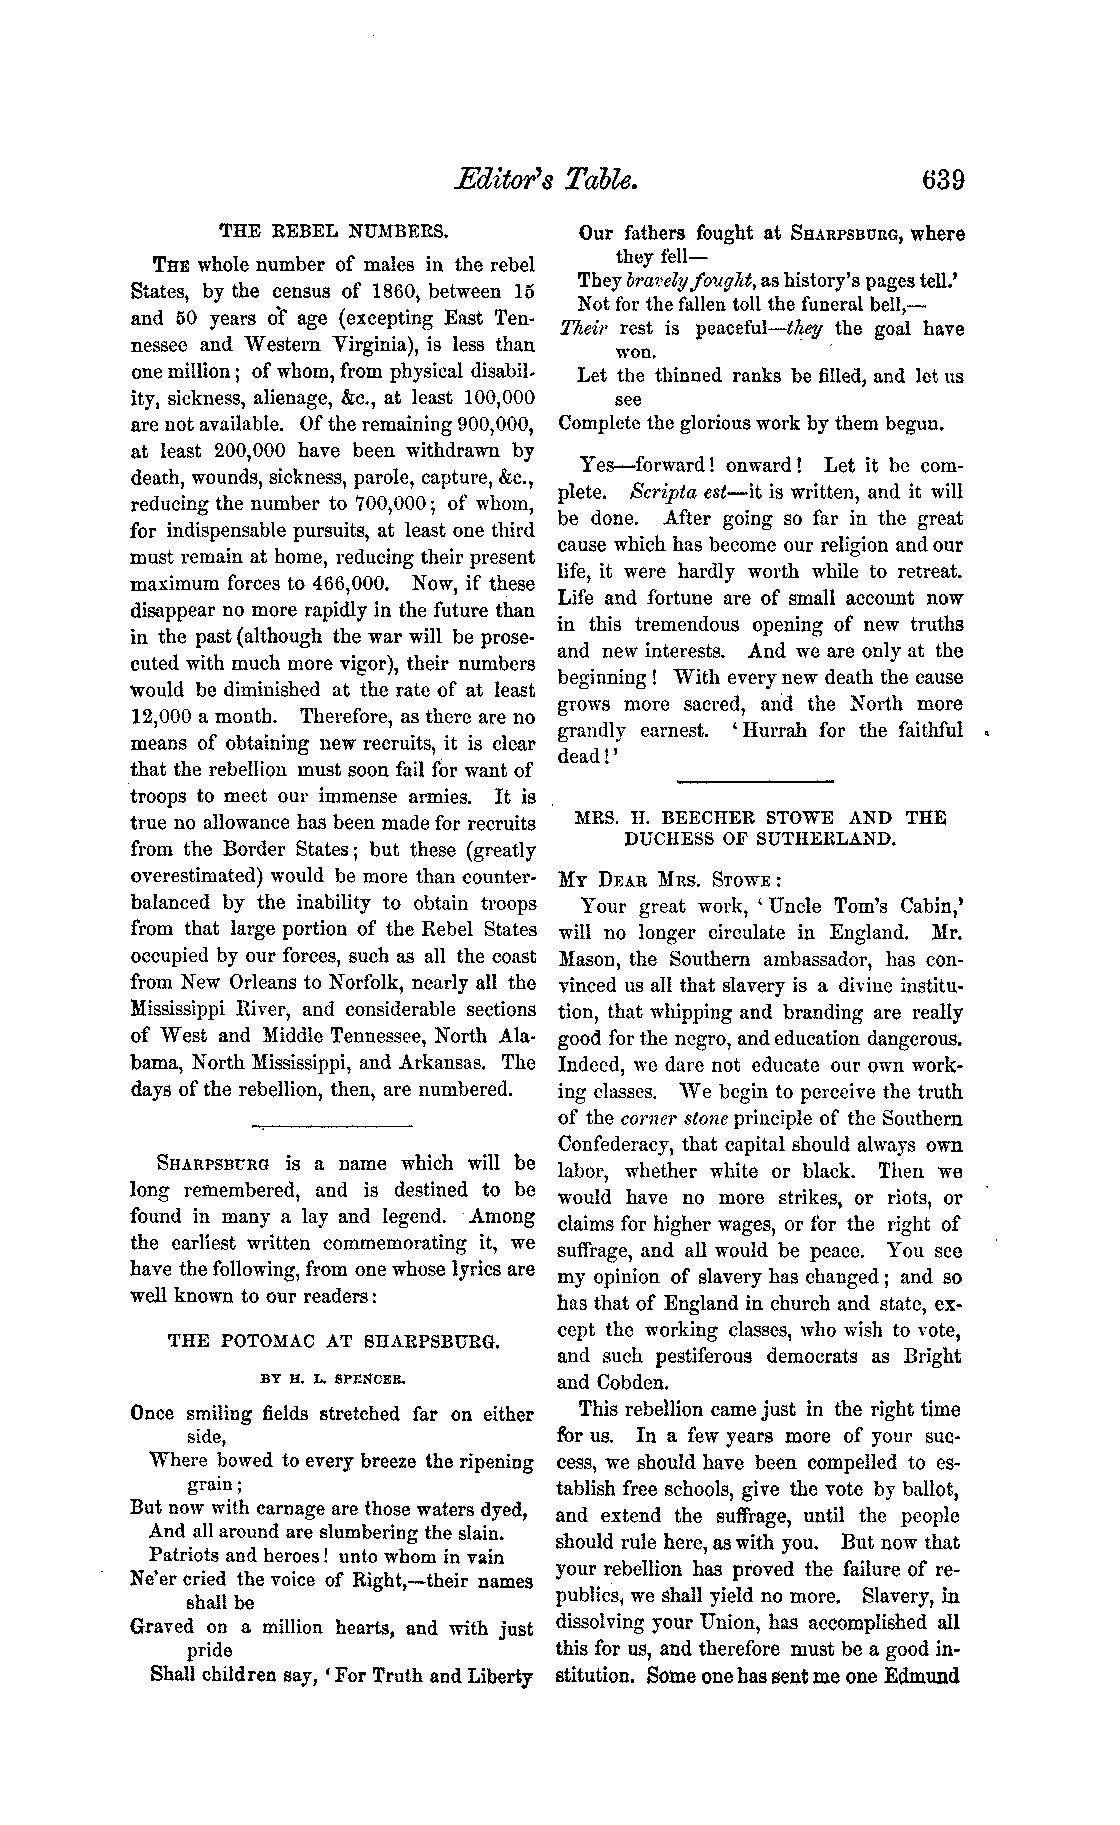 Editor's Table. 639
THE REBEL NUMBERS.
THE whole number of males in the rebel
States, by the census of 1860, between 15
and 50 years of age (excepting East Ten-
nessee and Western Virginia), is less than
one million; of whom, from physical disabil-
ity, sickness, alienage, &c., at least 100,000
are not available. Of the remaining 900,000,
at least 200,000 have been withdrawn by
death, wounds, sickness, parole, capture, &c.,
reducing the number to 700,000; of whom,
for indispensable pursuits, at least one third
must remain at home, reducing their present
maximum forces to 466,000. Now, if these
disappear no more rapidly in the future than
in the past (although the war will be prose-
cuted with much more vigor), their numbers
would be diminished at the rate of at least
12,000 a month. Therefore, as there are no
means of obtaining new recruits, it is clear
that the rebellion must soon fail for want of
troops to meet our immense armies. It is
true no allowance has been made for recruits
from the Border States; but these (greatly
overestimated) would be more than counter-
balanced by the inability to obtain troops
from that large portion of the Rebel States
occupied by our forces, such as all the coast
from New Orleans to Norfolk, nearly all the
Mississippi River, and considerable sections
of West and Middle Tennessee, North Ala-
bama, North Mississippi, and Arkansas. The
days of the rebellion, then, are numbered.
SHARPSBURG is a name which will be
long remembered, and is destined to be
found in many a lay and legend. Among
the earliest written commemorating it, we
have the following, from one whose lyrics are
well known to our readers:
THE POTOMAC AT SHARPSBURG.
BY H. L. SPENCER.
Once smiling fields stretched far on either
side,
Where bowed to every breeze the ripening
grain;
But now with carnage are those waters dyed,
And all around are slumbering the slain.
Patriots and heroes! unto whom in vain
Ne'er cried the voice of Right,—their names
shall be
Graved on a million hearts, and with just
pride
Shall children say, 'For Truth and Liberty
Our fathers fought at SHARPSBURG, where
they fell—
They bravely fought, as history's pages tell.'
Not for the fallen toll the funeral bell,—
Their rest is peaceful—they the goal have
won.
Let the thinned ranks be filled, and let us
see
Complete the glorious work by them begun.
Yes—forward! onward! Let it be com-
plete. Scripta est—it is written, and it will
be done. After going so far in the great
cause which has become our religion and our
life, it were hardly worth while to retreat.
Life and fortune are of small account now
in this tremendous opening of new truths
and new interests. And we are only at the
beginning! With every new death the cause
grows more sacred, and the North more
grandly earnest. 'Hurrah for the faithful
dead!'
MRS. H. BEECHER STOWE AND THE
DUCHESS OF SUTHERLAND.
MY DEAR MRS. STOWE:
Your great work, 'Uncle Tom's Cabin,'
will no longer circulate in England. Mr.
Mason, the Southern ambassador, has con-
vinced us all that slavery is a divine institu-
tion, that whipping and branding are really
good for the negro, and education dangerous.
Indeed, we dare not educate our own work-
ing classes. We begin to perceive the truth
of the corner stone principle of the Southern
Confederacy, that capital should always own
labor, whether white or black. Then we
would have no more strikes, or riots, or
claims for higher wages, or for the right of
suffrage, and all would be peace. You see
my opinion of slavery has changed; and so
has that of England in church and state, ex-
cept the working classes, who wish to vote,
and such pestiferous democrats as Bright
and Cobden.
This rebellion came just in the right time
for us. In a few years more of your suc-
cess, we should have been compelled to es-
tablish free schools, give the vote by ballot,
and extend the suffrage, until the people
should rule here, as with you. But now that
your rebellion has proved the failure of re-
publics, we shall yield no more. Slavery, in
dissolving your Union, has accomplished all
this for us, and therefore must be a good in-
stitution. Some one has sent me one Edmund